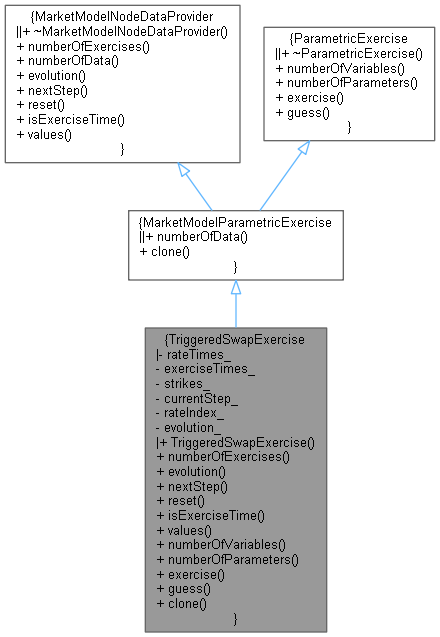 {MarketModelNodeDataProvider
||+ ~MarketModelNodeDataProvider()
+ numberOfExercises()
+ numberOfData()
+ evolution()
+ nextStep()
+ reset()
+ isExerciseTime()
+ values()
}
{ParametricExercise
||+ ~ParametricExercise()
+ numberOfVariables()
+ numberOfParameters()
+ exercise()
+ guess()
}
{MarketModelParametricExercise
||+ numberOfData()
+ clone()
}
{TriggeredSwapExercise
|- rateTimes_
- exerciseTimes_
- strikes_
- currentStep_
- rateIndex_
- evolution_
|+ TriggeredSwapExercise()
+ numberOfExercises()
+ evolution()
+ nextStep()
+ reset()
+ isExerciseTime()
+ values()
+ numberOfVariables()
+ numberOfParameters()
+ exercise()
+ guess()
+ clone()
}